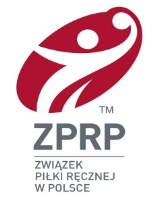 TM
ZPRP
ZWIĄZEK
PIŁKI RĘCZNEJ
W POLSCE